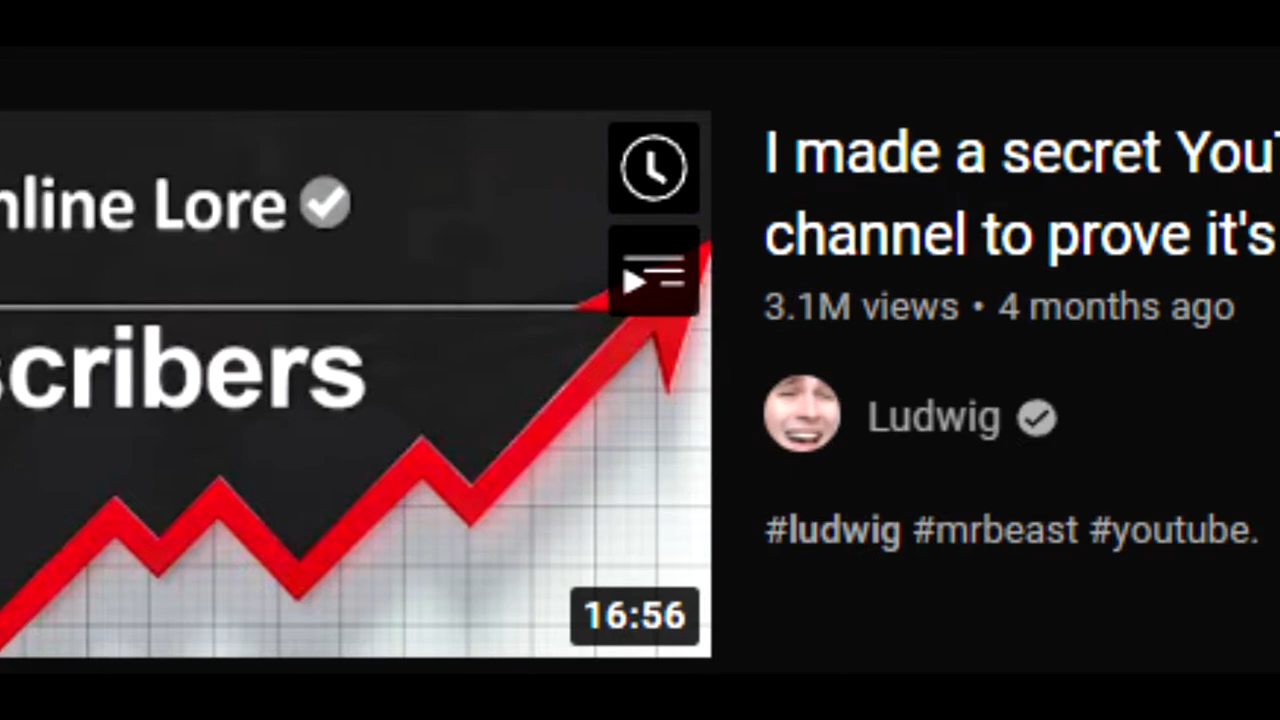 nline Lore
scribers
16:56
I made a secret You
channel to prove it's
3.1M views • 4 months ago
Ludwig
#ludwig #mrbeast #youtube.